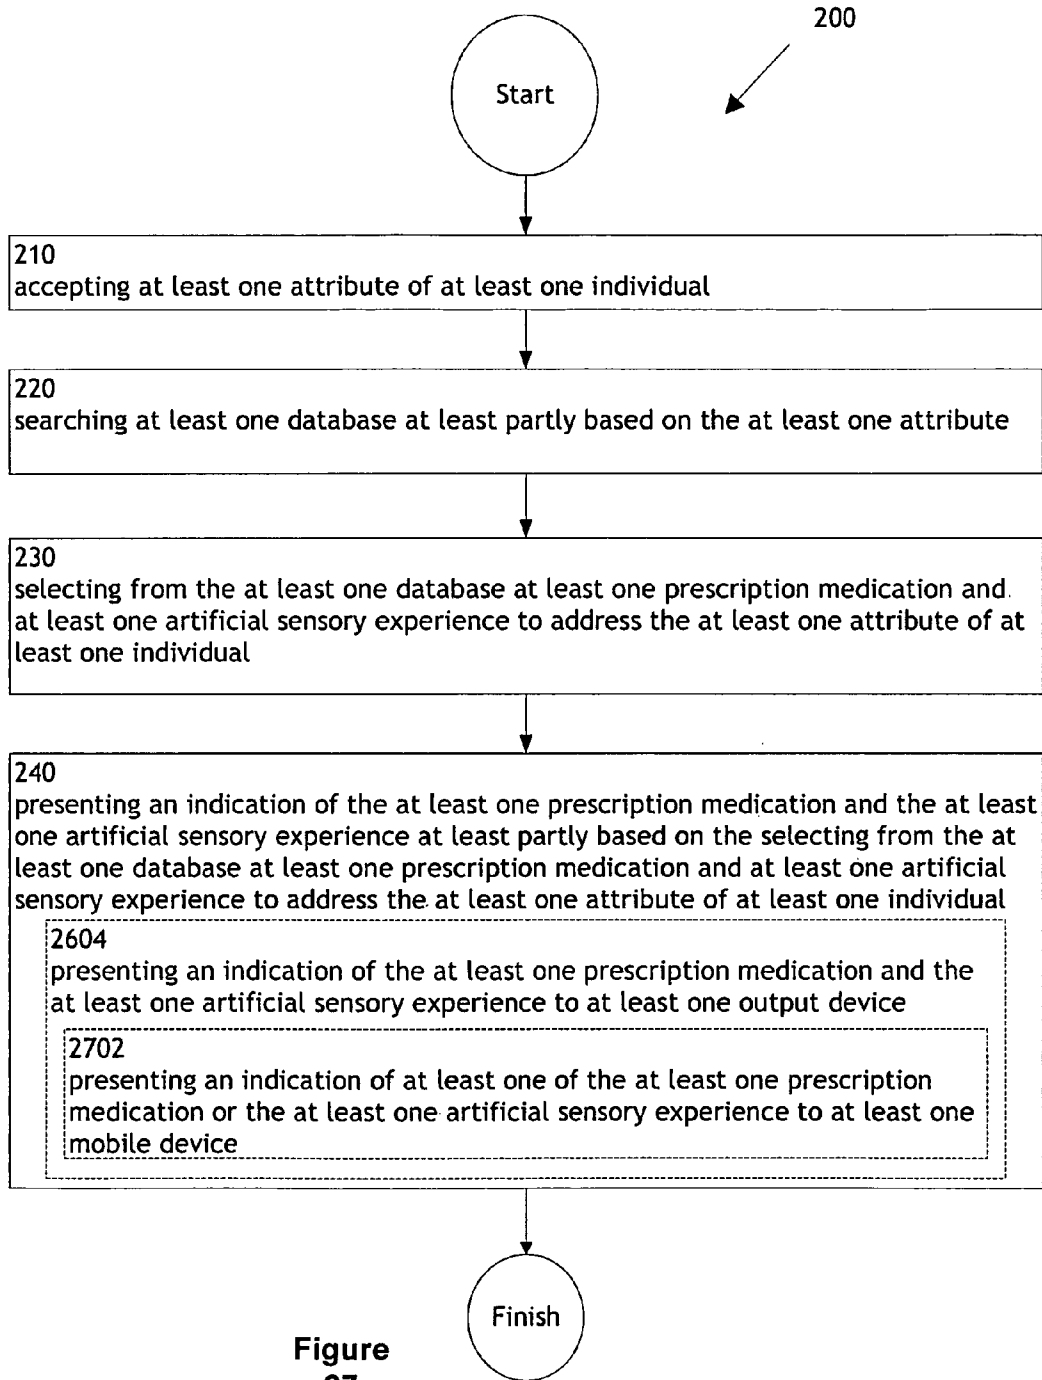 200
Start
210
accepting at least one attribute of at least one individual
220
searching at least one database at least partly based on the at least one attribute
230
selecting from the at least one database at least one prescription medication and
at least one artificial sensory experience to address the at least one attribute of at
least one individual
240
presenting an indication of the at least one prescription medication and the at least
one artificial sensory experience at least partly based on the selecting from the at
least one database at least one prescription medication and at least one artificial
sensory experience to address the at least one attribute of at least one individual
2604
presenting an indication of the at least one prescription medication and the
at least one artificial sensory experience to at least one output device
2702
presenting an indication of at least one of the at least one prescription
medication or the at least one artificial sensory experience to at least one
mobile device
Finish
Figure
27